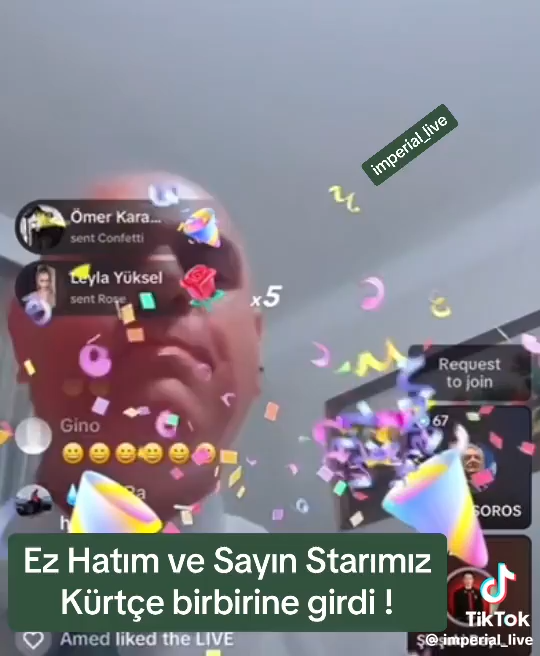 imperial_live
Ömer Kara...
sent Confetti
Leyla Yüksel
sent Rose
x5
Request
to join
67
Gino
SOROS
Ez Hatım ve Sayın Starımız
Kürtçe birbirine girdi !
TikTok
@imperial_live
Amed liked the LIVE